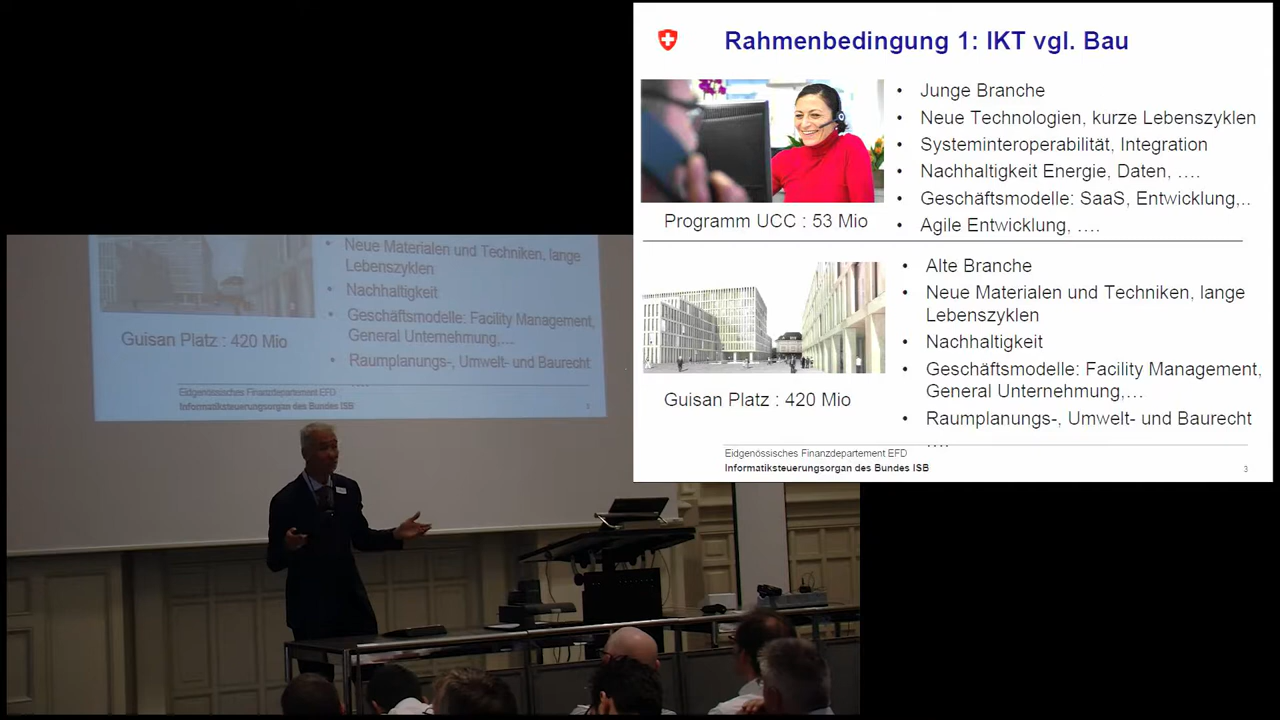 Rahmenbedingung 1: IKT vgl. Bau
• Junge Branche
• Neue Technologien, kurze Lebenszyklen
• Systeminteroperabilität, Integration
• Nachhaltigkeit Energie, Daten, ….
• Geschäftsmodelle: SaaS, Entwicklung,..
• Agile Entwicklung, ….
Programm UCC : 53 Mio
• Alte Branche
• Neue Materialen und Techniken, lange
Lebenszyklen
• Nachhaltigkeit
• Geschäftsmodelle: Facility Management,
General Unternehmung,…
• Raumplanungs-, Umwelt- und Baurecht
….
Guisan Platz : 420 Mio
Eidgenössisches Finanzdepartement EFD
Informatiksteuerungsorgan des Bundes ISB
3
• Neue Materialen und Techniken, lange
Lebenszyklen
• Nachhaltigkeit
• Geschäftsmodelle: Facility Management,
General Unternehmung,…
• Raumplanungs-, Umwelt- und Baurecht
….
Guisan Platz : 420 Mio
Eidgenössisches Finanzdepartement EFD
Informatiksteuerungsorgan des Bundes ISB
3